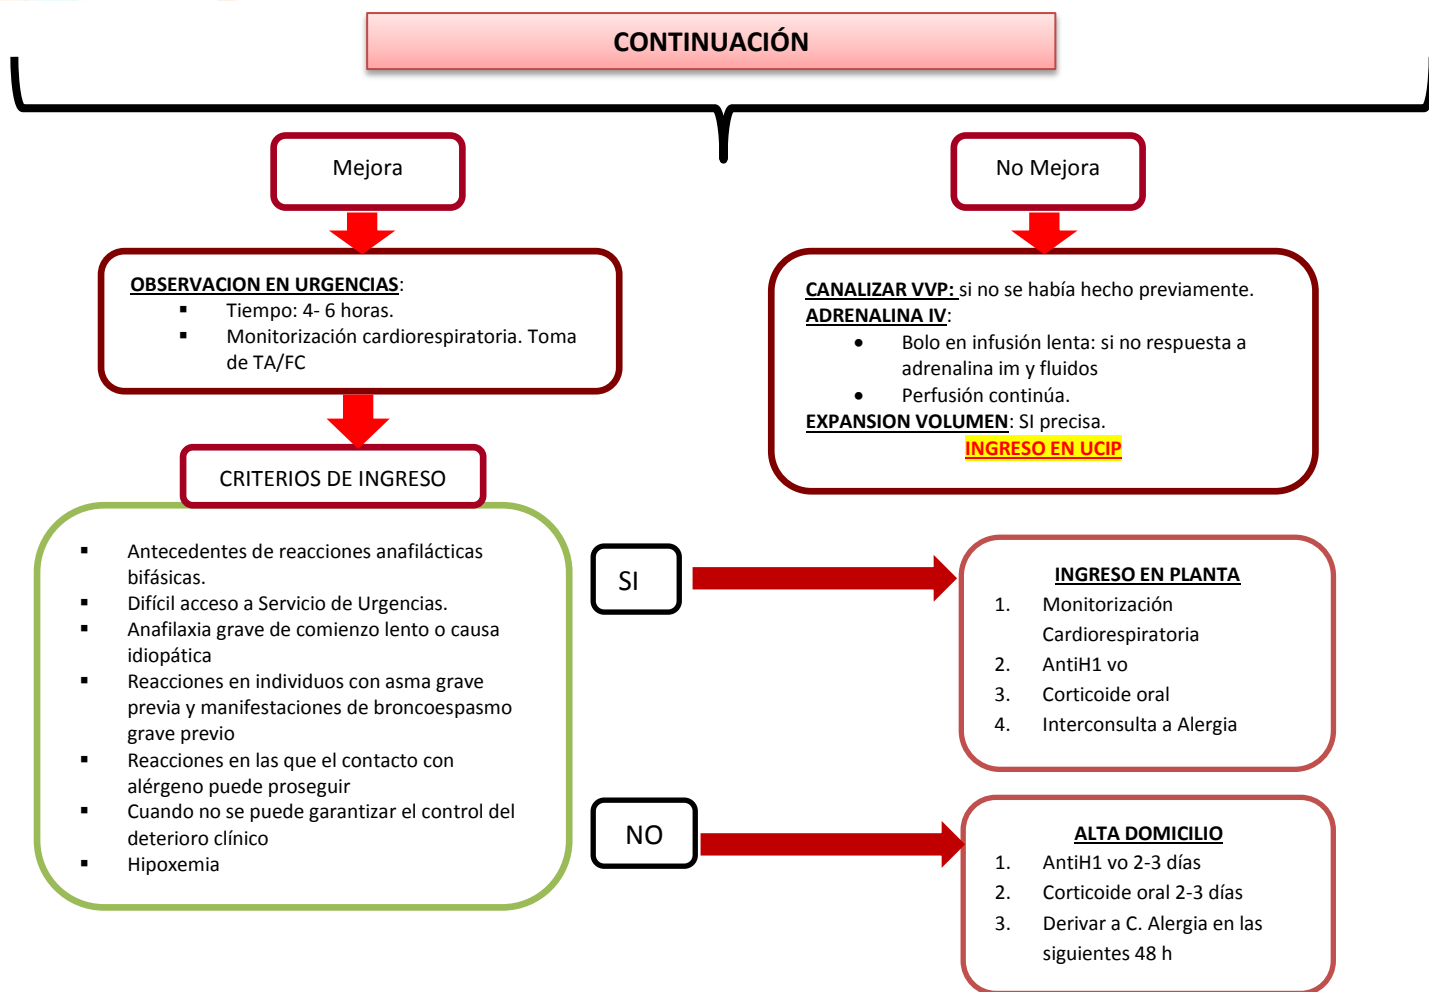 CONTINUACIÓN
Mejora
No Mejora
OBSERVACION EN URGENCIAS:
▪ Tiempo: 4- 6 horas.
▪ Monitorización cardiorespiratoria. Toma
de TA/FC
CANALIZAR VVP: si no se había hecho previamente.
ADRENALINA IV:
• Bolo en infusión lenta: si no respuesta a
adrenalina im y fluidos
• Perfusión continúa.
EXPANSION VOLUMEN: SI precisa.
INGRESO EN UCIP
CRITERIOS DE INGRESO
▪ Antecedentes de reacciones anafilácticas
bifásicas.
▪ Difícil acceso a Servicio de Urgencias.
▪ Anafilaxia grave de comienzo lento o causa
idiopática
▪ Reacciones en individuos con asma grave
previa y manifestaciones de broncoespasmo
grave previo
▪ Reacciones en las que el contacto con
alérgeno puede proseguir
▪ Cuando no se puede garantizar el control del
deterioro clínico
▪ Hipoxemia
SI
INGRESO EN PLANTA
1. Monitorización
Cardiorespiratoria
2. AntiH1 vo
3. Corticoide oral
4. Interconsulta a Alergia
NO
ALTA DOMICILIO
1. AntiH1 vo 2-3 días
2. Corticoide oral 2-3 días
3. Derivar a C. Alergia en las
siguientes 48 h